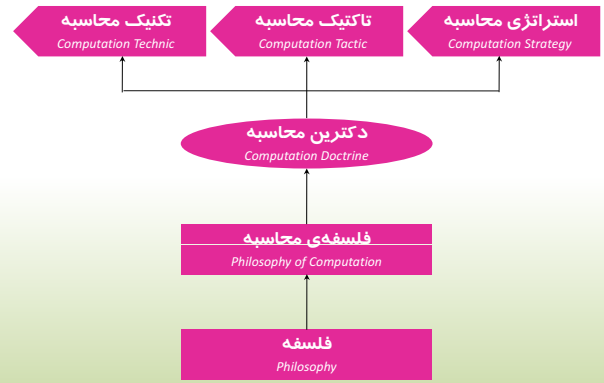 استراتژی محاسبه
Computation Strategy
تاکتیک محاسبه
Computation Tactic
تکنیک محاسبه
Computation Technic
دکترین محاسبه
Computation Doctrine
فلسفه‌ی محاسبه
Philosophy of Computation
فلسفه
Philosophy